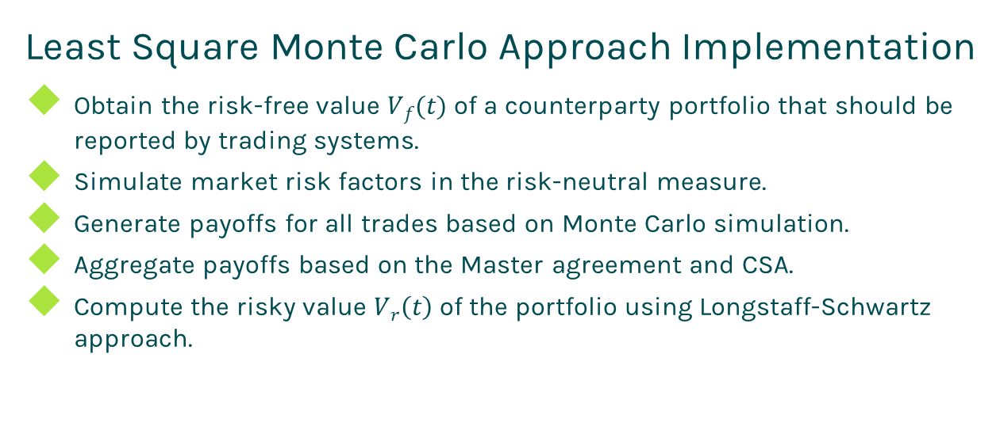 Least Square Monte Carlo Approach Implementation
Obtain the risk-free value V_f(t) of a counterparty portfolio that should be
reported by trading systems.
Simulate market risk factors in the risk-neutral measure.
Generate payoffs for all trades based on Monte Carlo simulation.
Aggregate payoffs based on the Master agreement and CSA.
Compute the risky value V_r(t) of the portfolio using Longstaff-Schwartz
approach.